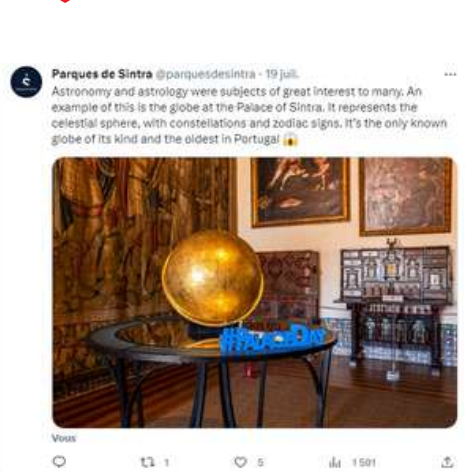 Parques de Sintra @parquesdesintra · 19 juil.
Astronomy and astrology were subjects of great interest to many. An
example of this is the globe at the Palace of Sintra. It represents the
celestial sphere, with constellations and zodiac signs. It's the only known
globe of its kind and the oldest in Portugal 😱
#MuseumDay
Vous
1
5
1 501